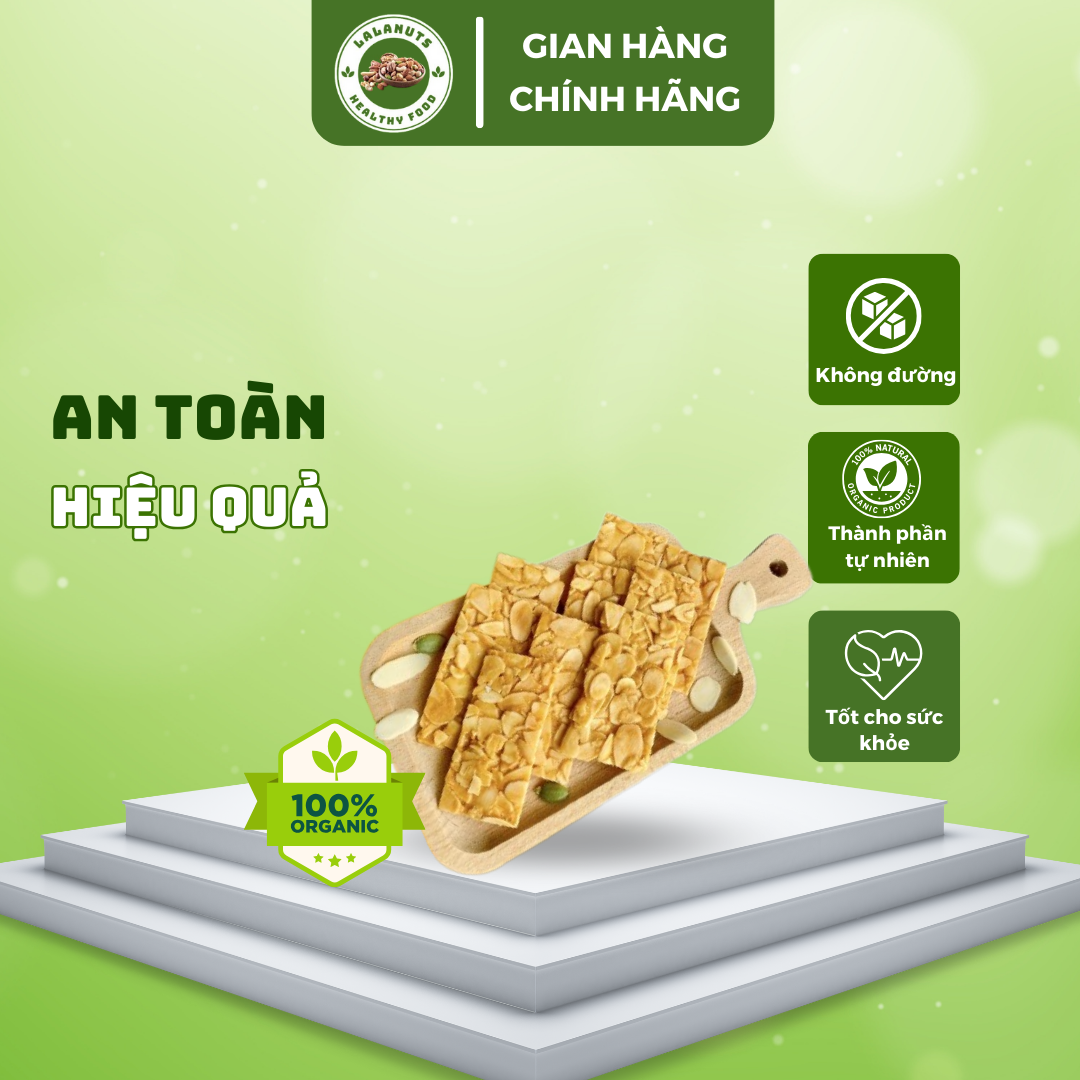 LALANUTS
HEALTHY FOOD
GIAN HÀNG
CHÍNH HÃNG
AN TOÀN
HIỆU QUẢ
Không đường
100% NATURAL
ORGANIC PRODUCT
Thành phần
tự nhiên
Tốt cho sức
khỏe
100%
ORGANIC